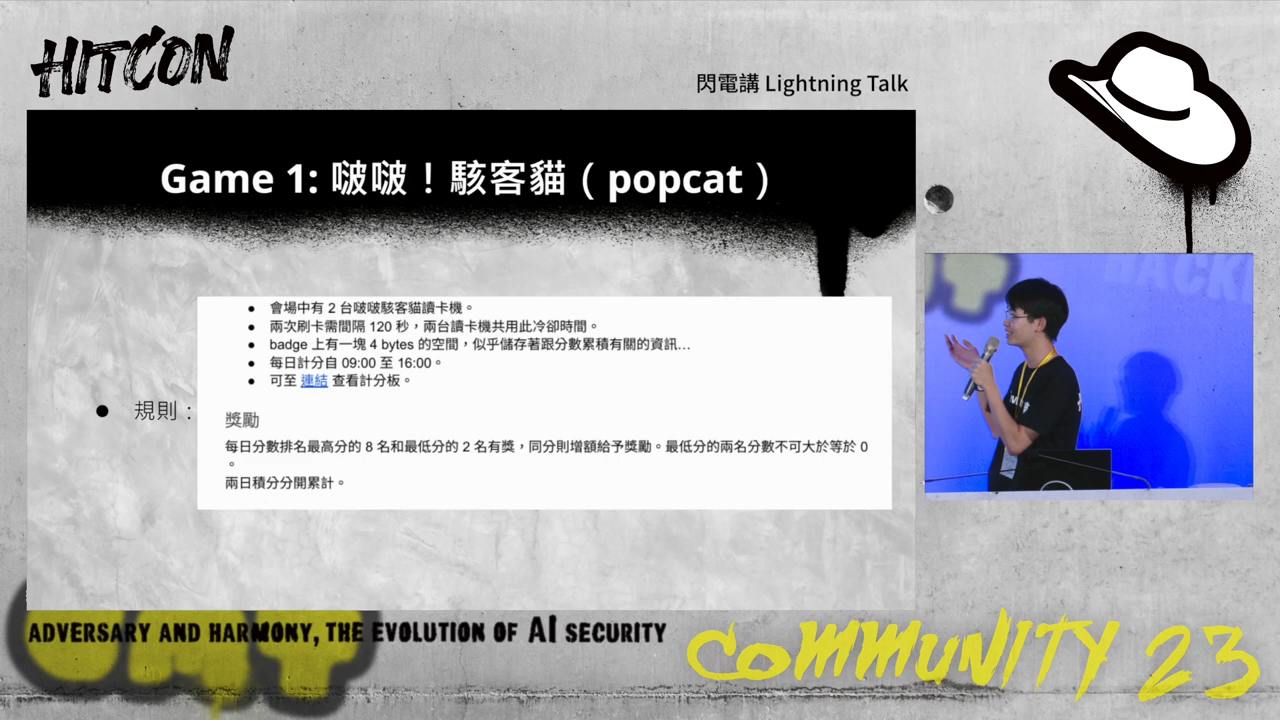 HITCON
閃電講 Lightning Talk
Game 1: 啵啵！駭客貓（popcat）
● 會場中有 2 台啵啵駭客貓讀卡機。
● 兩次刷卡需間隔 120 秒，兩台讀卡機共用此冷卻時間。
● badge 上有一塊 4 bytes 的空間，似乎儲存著跟分數累積有關的資訊…
● 每日計分自 09:00 至 16:00。
● 可至 連結 查看計分板。
● 規則：
獎勵
每日分數排名最高分的 8 名和最低分的 2 名有獎，同分則增額給予獎勵。最低分的兩名分數不可大於等於 0
。
兩日積分分開累計。
ADVERSARY AND HARMONY, THE EVOLUTION OF AI SECURITY
COMMUNITY 23